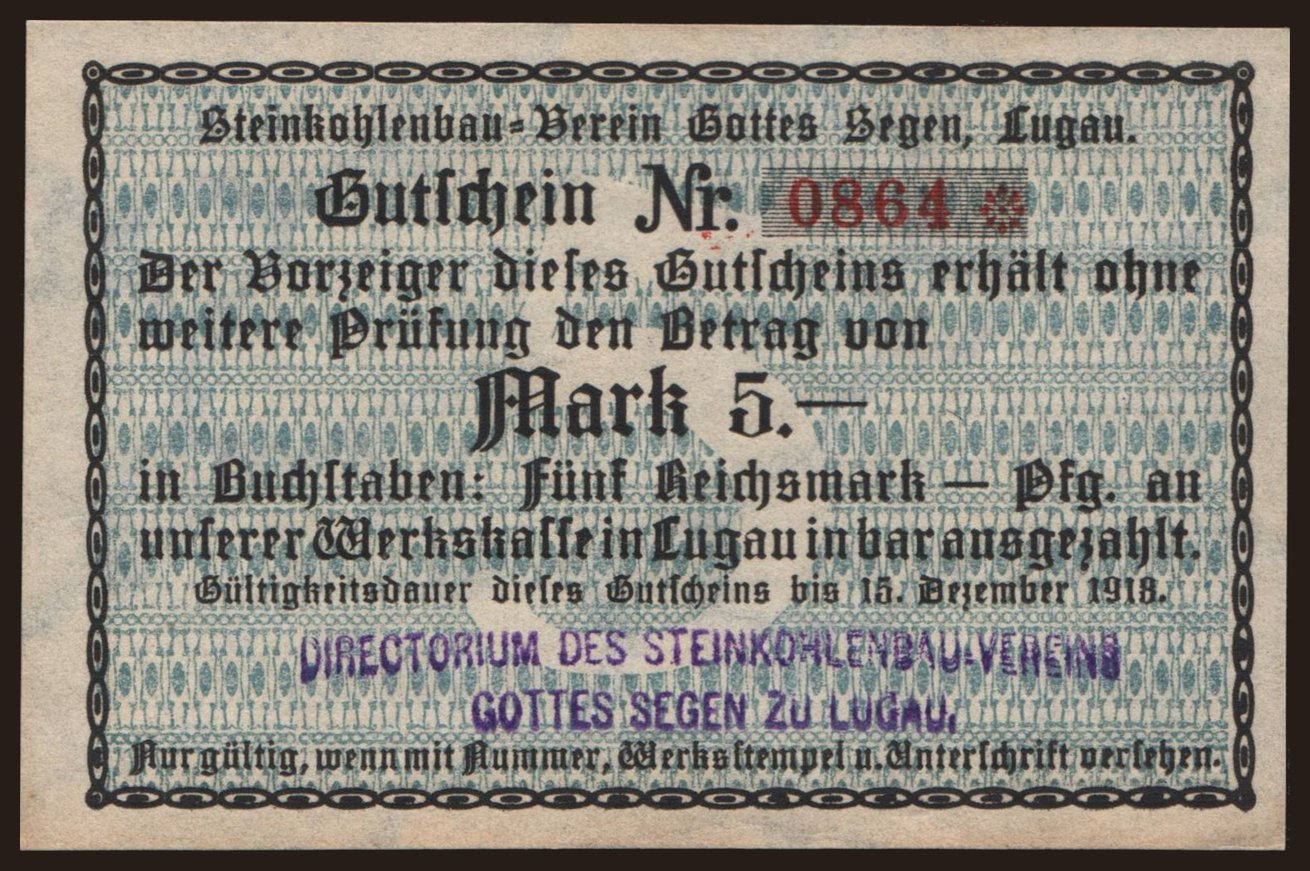 Steinkohlenbau-Verein Gottes Segen, Lugau.
Gutschein Nr. 0864
Der Vorzeiger dieses Gutscheins erhält ohne
weitere Prüfung den Betrag von
Mark 5.—
in Buchstaben: Fünf Reichsmark — Pfg. an
unserer Werkskasse in Lugau in bar ausgezahlt.
Gültigkeitsdauer dieses Gutscheins bis 15. Dezember 1918.
DIRECTORIUM DES STEINKOHLENBAU-VEREINS
GOTTES SEGEN ZU LUGAU.
Nur gültig, wenn mit Nummer, Werksstempel u. Unterschrift versehen.